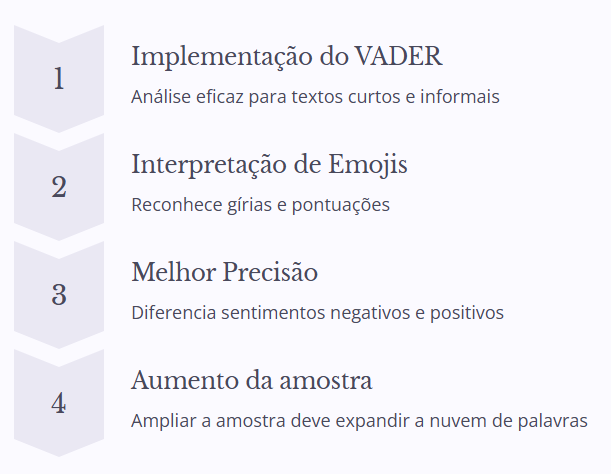 1
Implementação do VADER
Análise eficaz para textos curtos e informais
2
Interpretação de Emojis
Reconhece gírias e pontuações
3
Melhor Precisão
Diferencia sentimentos negativos e positivos
4
Aumento da amostra
Ampliar a amostra deve expandir a nuvem de palavras